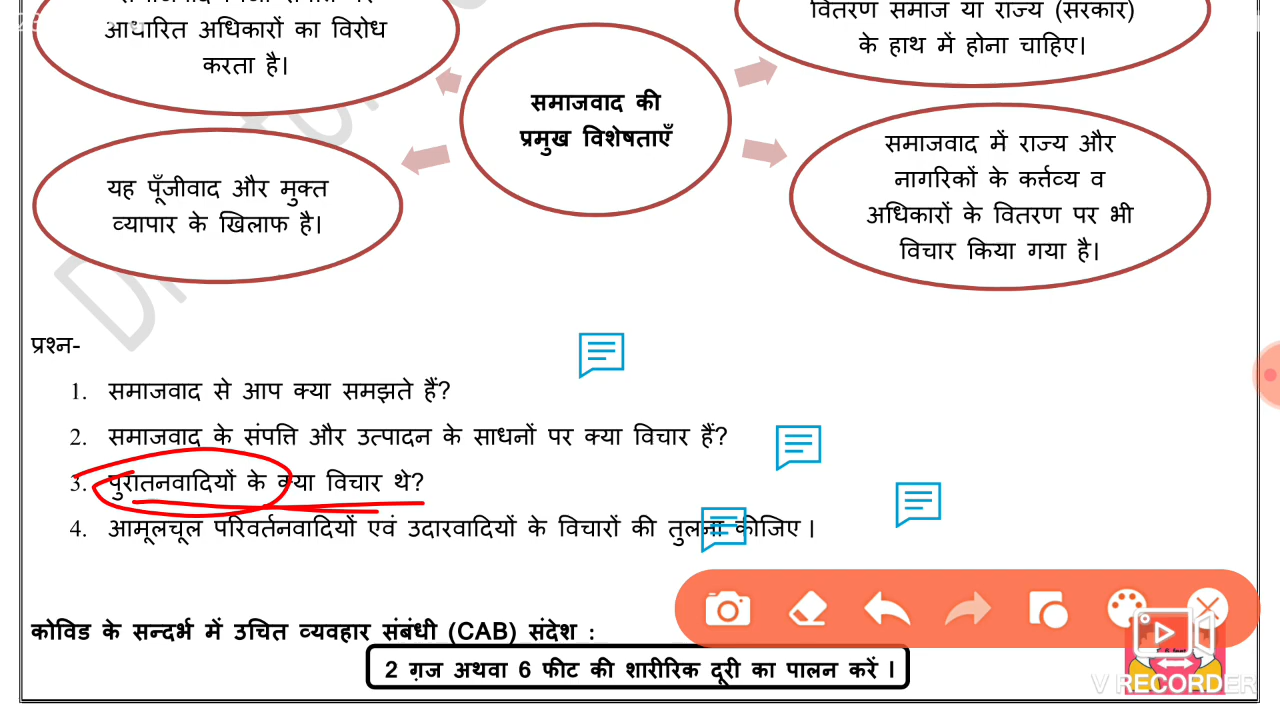 आधारित अधिकारों का विरोध
करता है।
वितरण समाज या राज्य (सरकार)
के हाथ में होना चाहिए।
समाजवाद की
प्रमुख विशेषताएँ
यह पूँजीवाद और मुक्त
व्यापार के खिलाफ है।
समाजवाद में राज्य और
नागरिकों के कर्त्तव्य व
अधिकारों के वितरण पर भी
विचार किया गया है।
प्रश्न-
1. समाजवाद से आप क्या समझते हैं?
2. समाजवाद के संपत्ति और उत्पादन के साधनों पर क्या विचार हैं?
3. पुरातनवादियों के क्या विचार थे?
4. आमूलचूल परिवर्तनवादियों एवं उदारवादियों के विचारों की तुलना कीजिए ।
कोविड के सन्दर्भ में उचित व्यवहार संबंधी (CAB) संदेश :
2 ग़ज अथवा 6 फीट की शारीरिक दूरी का पालन करें ।
V RECORDER